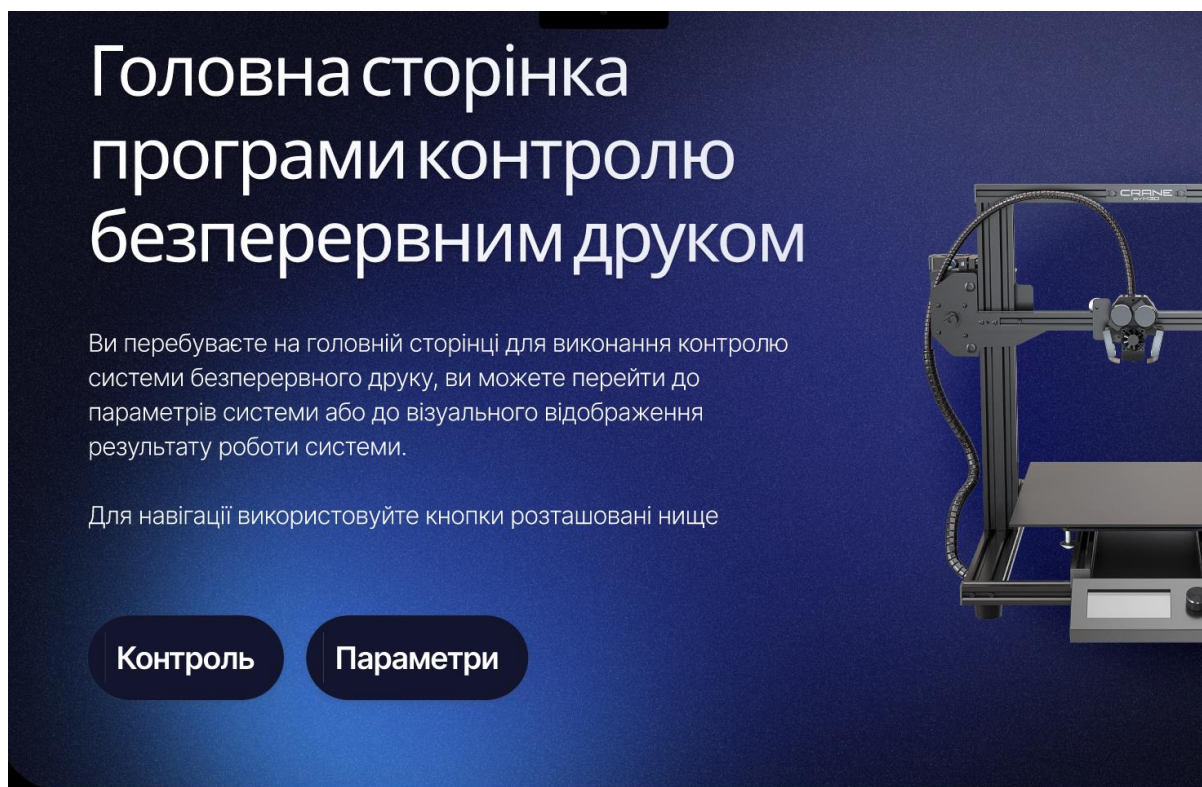 Головна сторінка
програми контролю
безперервним друком
CRANE
Ви перебуваєте на головній сторінці для виконання контролю
системи безперервного друку, ви можете перейти до
параметрів системи або до візуального відображення
результату роботи системи.
Для навігації використовуйте кнопки розташовані нище
Контроль
Параметри